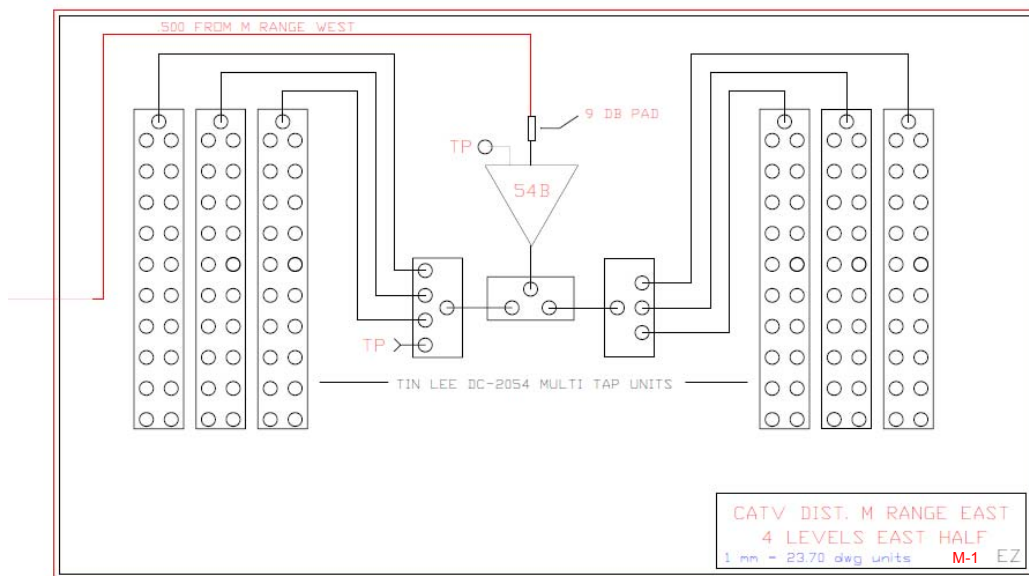 .500 FROM M RANGE WEST
9 DB PAD
TP
54B
TP
TIN LEE DC-2054 MULTI TAP UNITS
CATV DIST. M RANGE EAST
4 LEVELS EAST HALF
1 mm = 23.70 dwg units M-1 EZ